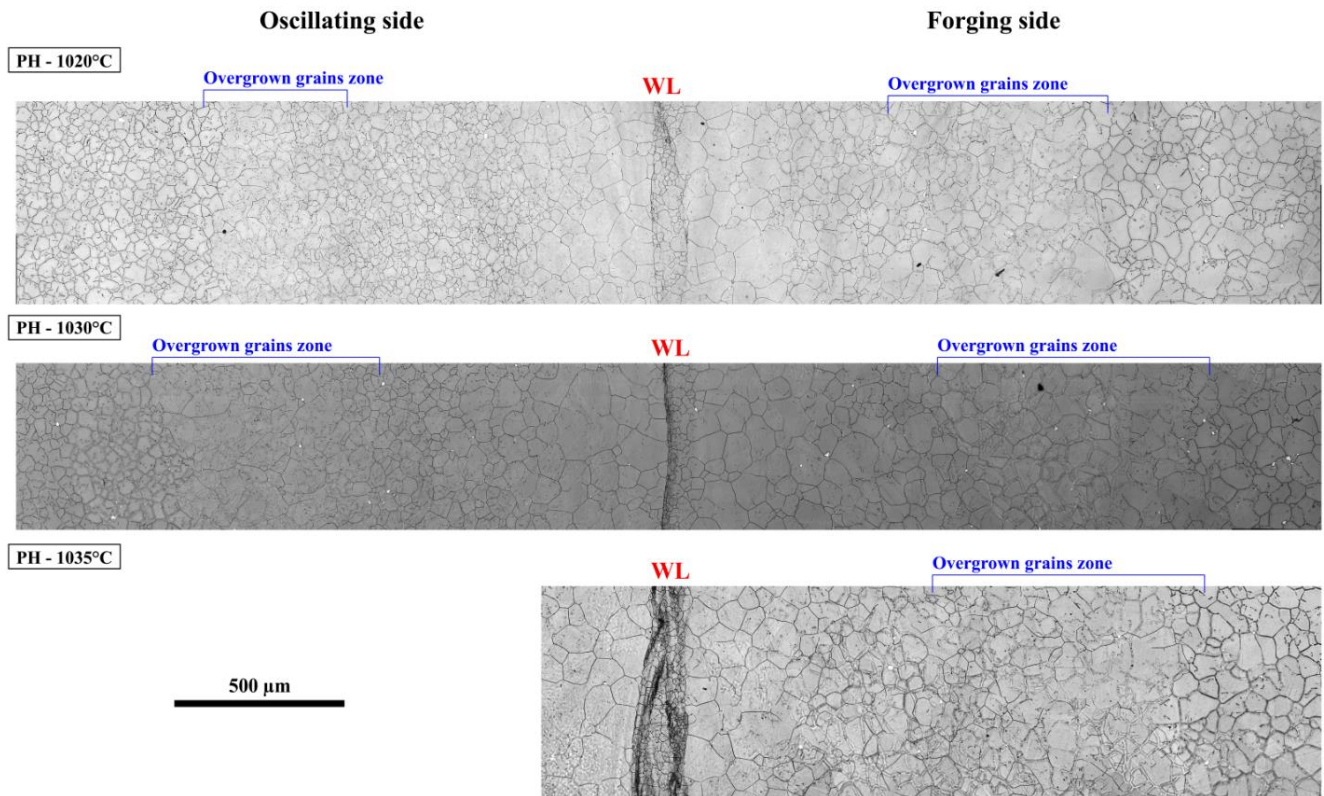 Oscillating side
Forging side
PH - 1020°C
Overgrown grains zone
WL
Overgrown grains zone
PH - 1030°C
Overgrown grains zone
WL
Overgrown grains zone
PH - 1035°C
WL
Overgrown grains zone
500 µm